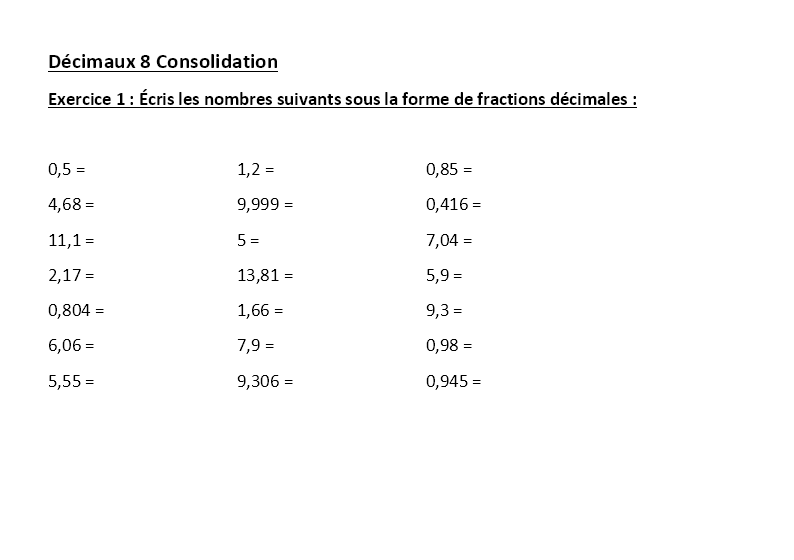 Décimaux 8 Consolidation
Exercice 1 : Écris les nombres suivants sous la forme de fractions décimales :
0,5 = 1,2 = 0,85 =
4,68 = 9,999 = 0,416 =
11,1 = 5 = 7,04 =
2,17 = 13,81 = 5,9 =
0,804 = 1,66 = 9,3 =
6,06 = 7,9 = 0,98 =
5,55 = 9,306 = 0,945 =